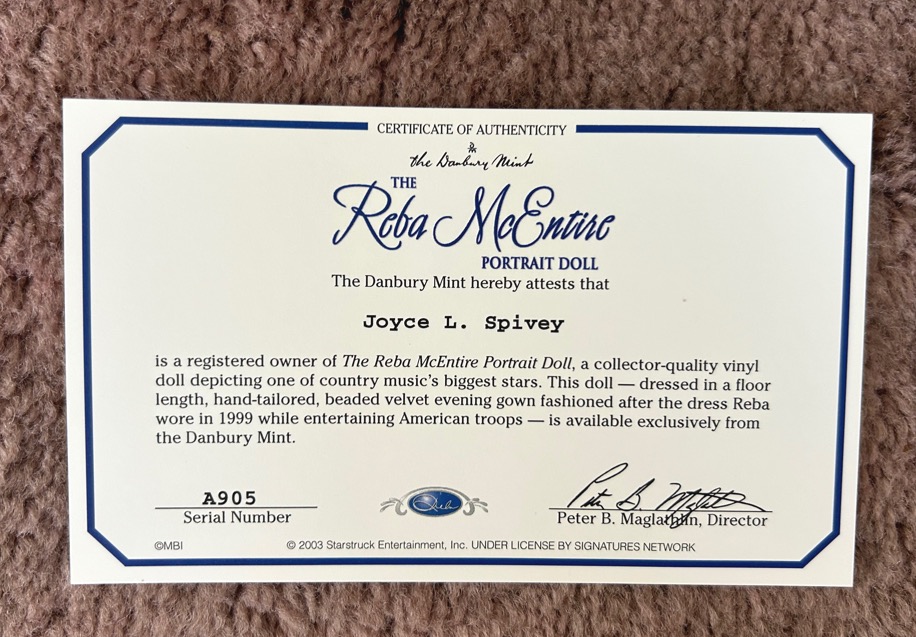 CERTIFICATE OF AUTHENTICITY
the Danbury Mint
THE
Reba McEntire
PORTRAIT DOLL
The Danbury Mint hereby attests that
Joyce L. Spivey
is a registered owner of The Reba McEntire Portrait Doll, a collector-quality vinyl
doll depicting one of country music's biggest stars. This doll — dressed in a floor
length, hand-tailored, beaded velvet evening gown fashioned after the dress Reba
wore in 1999 while entertaining American troops — is available exclusively from
the Danbury Mint.
A905
Serial Number
Reba
Peter B. Maglathlin
Peter B. Maglathlin, Director
©MBI
© 2003 Starstruck Entertainment, Inc. UNDER LICENSE BY SIGNATURES NETWORK